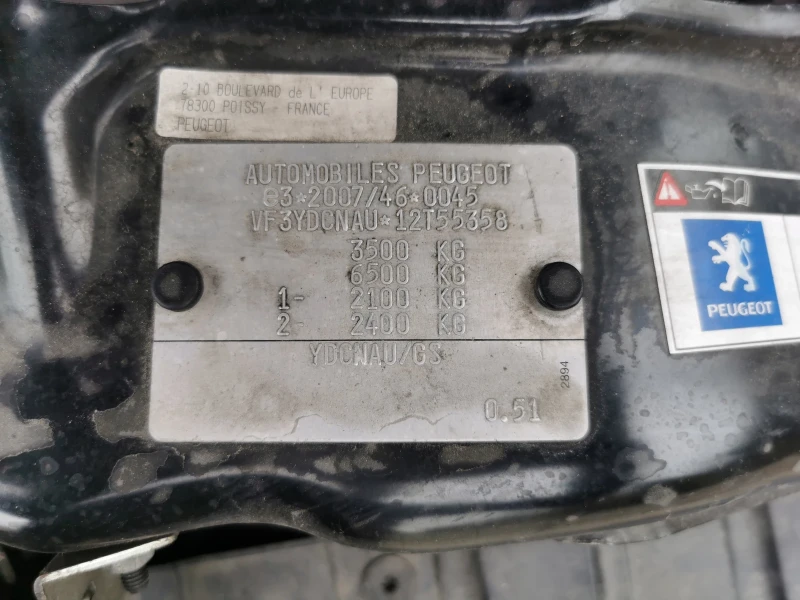 2-10 BOULEVARD de L' EUROPE
78300 POISSY - FRANCE
PEUGEOT
AUTOMOBILES PEUGEOT
e3*2007/46*0045
VF3YDCNAU*12T55358
3500 KG
6500 KG
1- 2100 KG
2- 2400 KG
YDCNAU/GS
0.51
2894
PEUGEOT